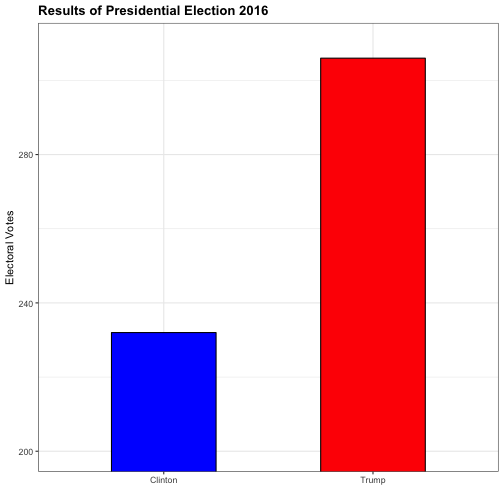 Results of Presidential Election 2016
Electoral Votes
280
240
200
Clinton
Trump